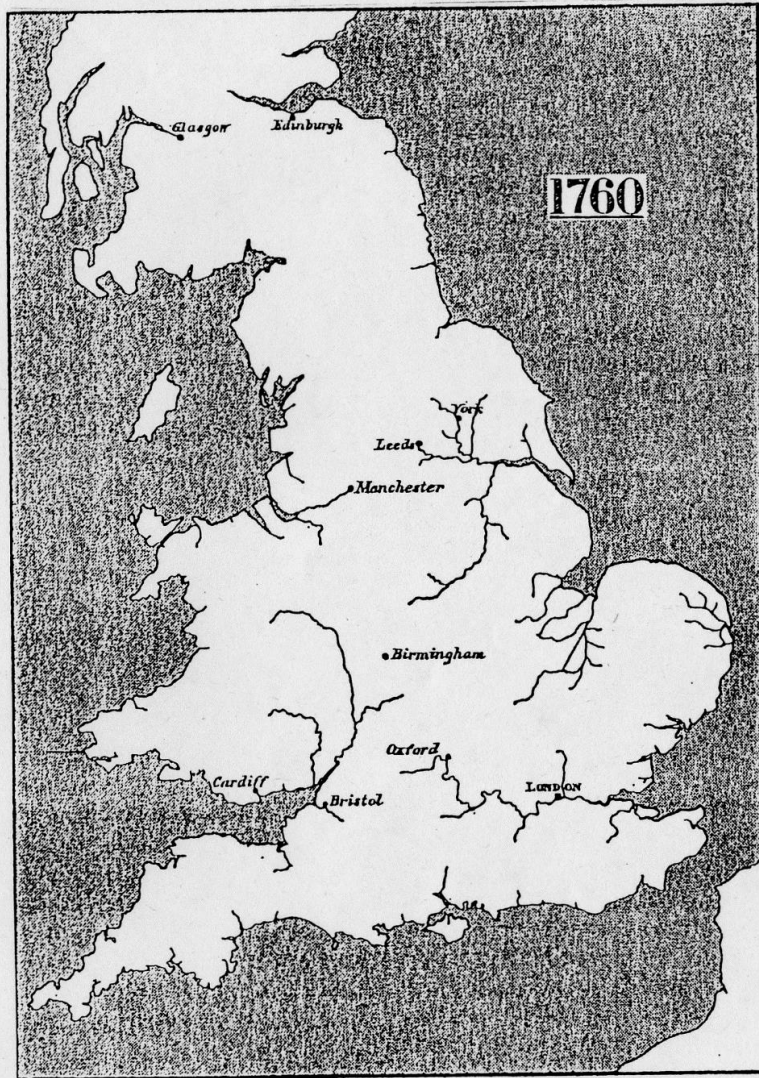 Glasgow
Edinburgh
1760
York
Leeds
Manchester
Birmingham
Oxford
Cardiff
LONDON
Bristol